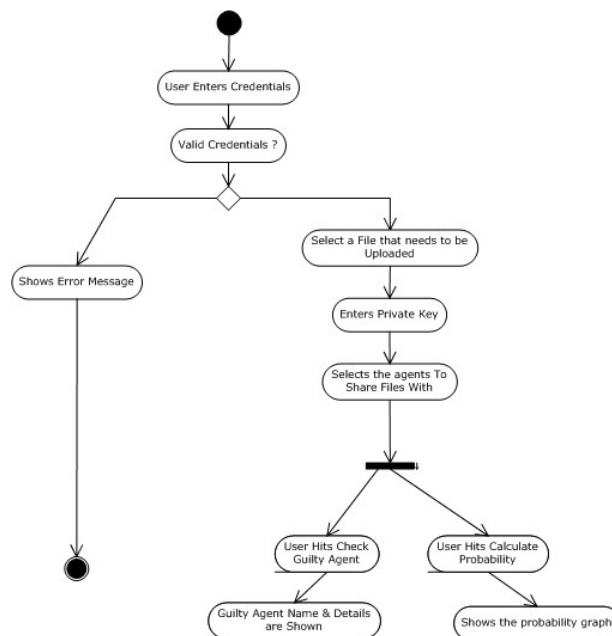 User Enters Credentials
Valid Credentials ?
Select a File that needs to be
Uploaded
Shows Error Message
Enters Private Key
Selects the agents To
Share Files With
User Hits Check
Guilty Agent
User Hits Calculate
Probability
Guilty Agent Name & Details
are Shown
Shows the probability graph